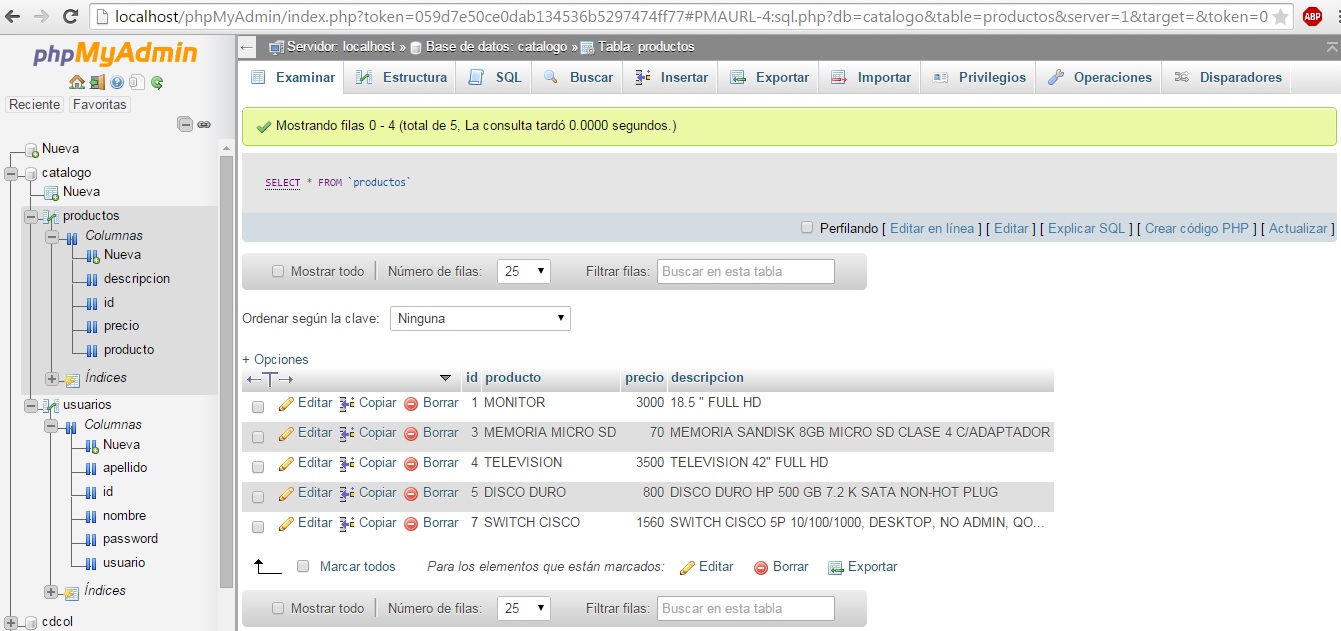 localhost/phpMyAdmin/index.php?token=059d7e50ce0dab134536b5297474ff77#PMAURL-4:sql.php?db=catalogo&table=productos&server=1&target=&token=0
ABP
phpMyAdmin
Reciente Favoritas
Nueva
catalogo
Nueva
productos
Columnas
Nueva
descripcion
id
precio
producto
Índices
usuarios
Columnas
Nueva
apellido
id
nombre
password
usuario
Índices
cdcol
Servidor: localhost » Base de datos: catalogo » Tabla: productos
Examinar Estructura SQL Buscar Insertar Exportar Importar Privilegios Operaciones Disparadores
Mostrando filas 0 - 4 (total de 5, La consulta tardó 0.0000 segundos.)
SELECT * FROM `productos`
Perfilando [ Editar en línea ] [ Editar ] [ Explicar SQL ] [ Crear código PHP ] [ Actualizar ]
Mostrar todo Número de filas: 25 Filtrar filas: Buscar en esta tabla
Ordenar según la clave: Ninguna
+ Opciones
id producto precio descripcion
Editar Copiar Borrar 1 MONITOR 3000 18.5 " FULL HD
Editar Copiar Borrar 3 MEMORIA MICRO SD 70 MEMORIA SANDISK 8GB MICRO SD CLASE 4 C/ADAPTADOR
Editar Copiar Borrar 4 TELEVISION 3500 TELEVISION 42" FULL HD
Editar Copiar Borrar 5 DISCO DURO 800 DISCO DURO HP 500 GB 7.2 K SATA NON-HOT PLUG
Editar Copiar Borrar 7 SWITCH CISCO 1560 SWITCH CISCO 5P 10/100/1000, DESKTOP, NO ADMIN, QO...
Marcar todos Para los elementos que están marcados: Editar Borrar Exportar
Mostrar todo Número de filas: 25 Filtrar filas: Buscar en esta tabla